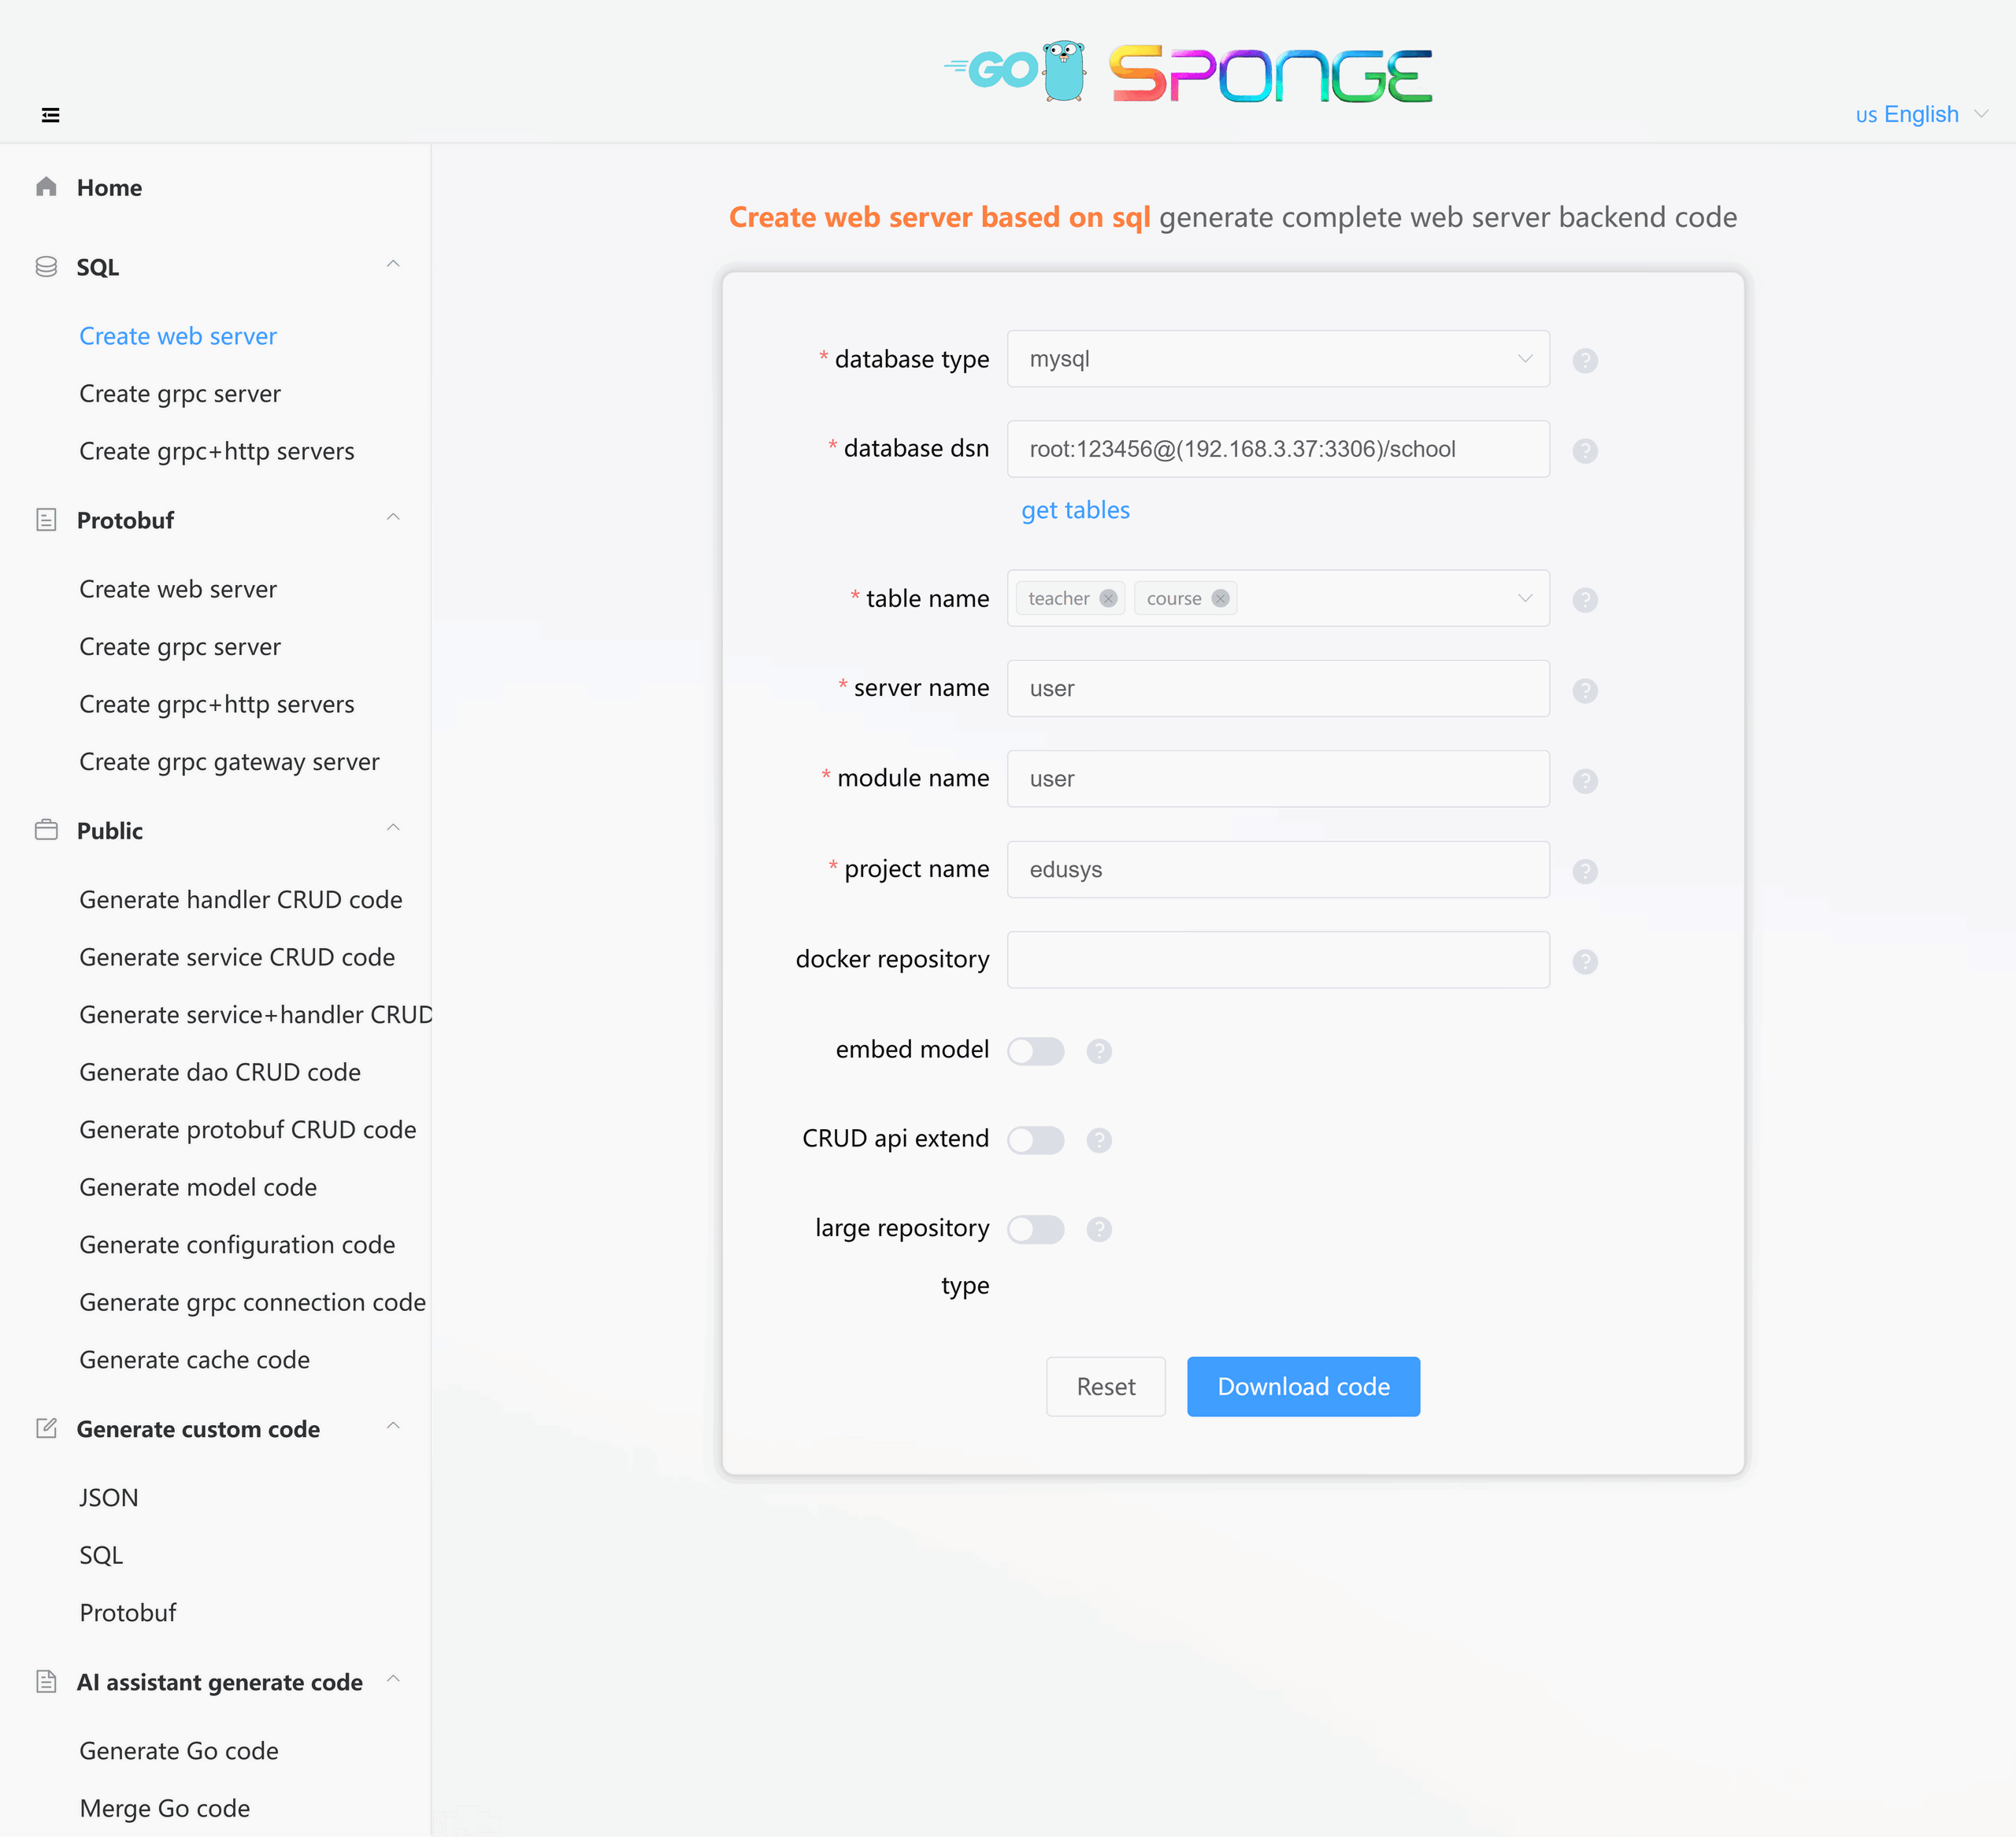 GO SPONGE
us English
Home
SQL
Create web server
Create grpc server
Create grpc+http servers
Protobuf
Create web server
Create grpc server
Create grpc+http servers
Create grpc gateway server
Public
Generate handler CRUD code
Generate service CRUD code
Generate service+handler CRUD
Generate dao CRUD code
Generate protobuf CRUD code
Generate model code
Generate configuration code
Generate grpc connection code
Generate cache code
Generate custom code
JSON
SQL
Protobuf
AI assistant generate code
Generate Go code
Merge Go code
Create web server based on sql generate complete web server backend code
* database type mysql ?
* database dsn root:123456@(192.168.3.37:3306)/school ?
get tables
* table name teacher course ?
* server name user ?
* module name user ?
* project name edusys ?
docker repository ?
embed model ?
CRUD api extend ?
large repository ?
type
Reset Download code